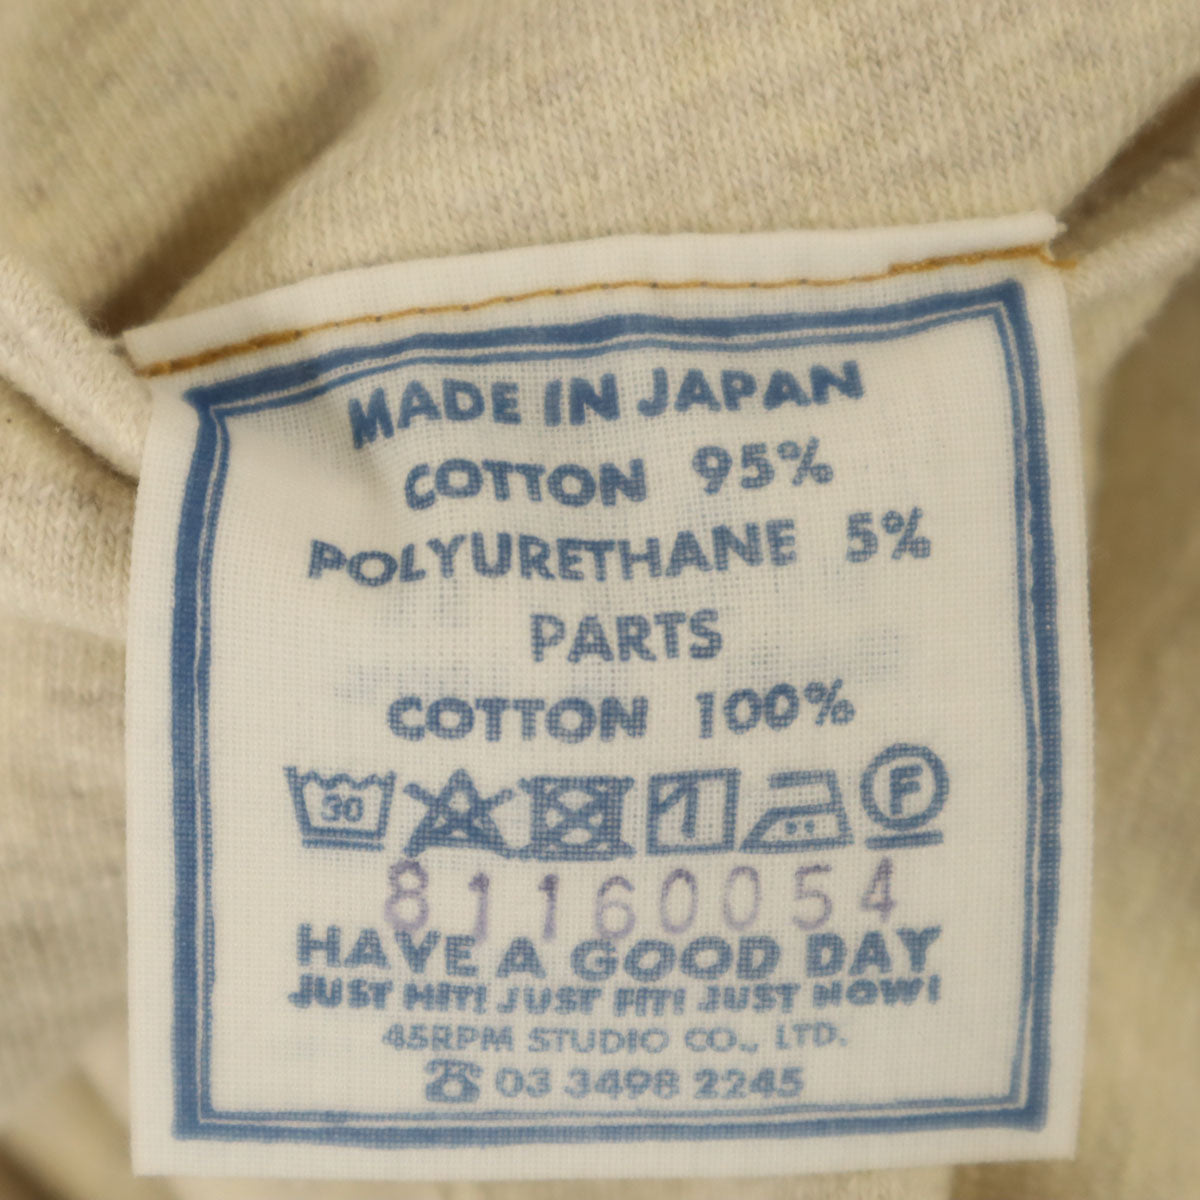 MADE IN JAPAN
COTTON 95%
POLYURETHANE 5%
PARTS
COTTON 100%
30 F
81160054
HAVE A GOOD DAY
JUST HIT! JUST FIT! JUST NOW!
45RPM STUDIO CO., LTD.
☎ 03 3498 2245